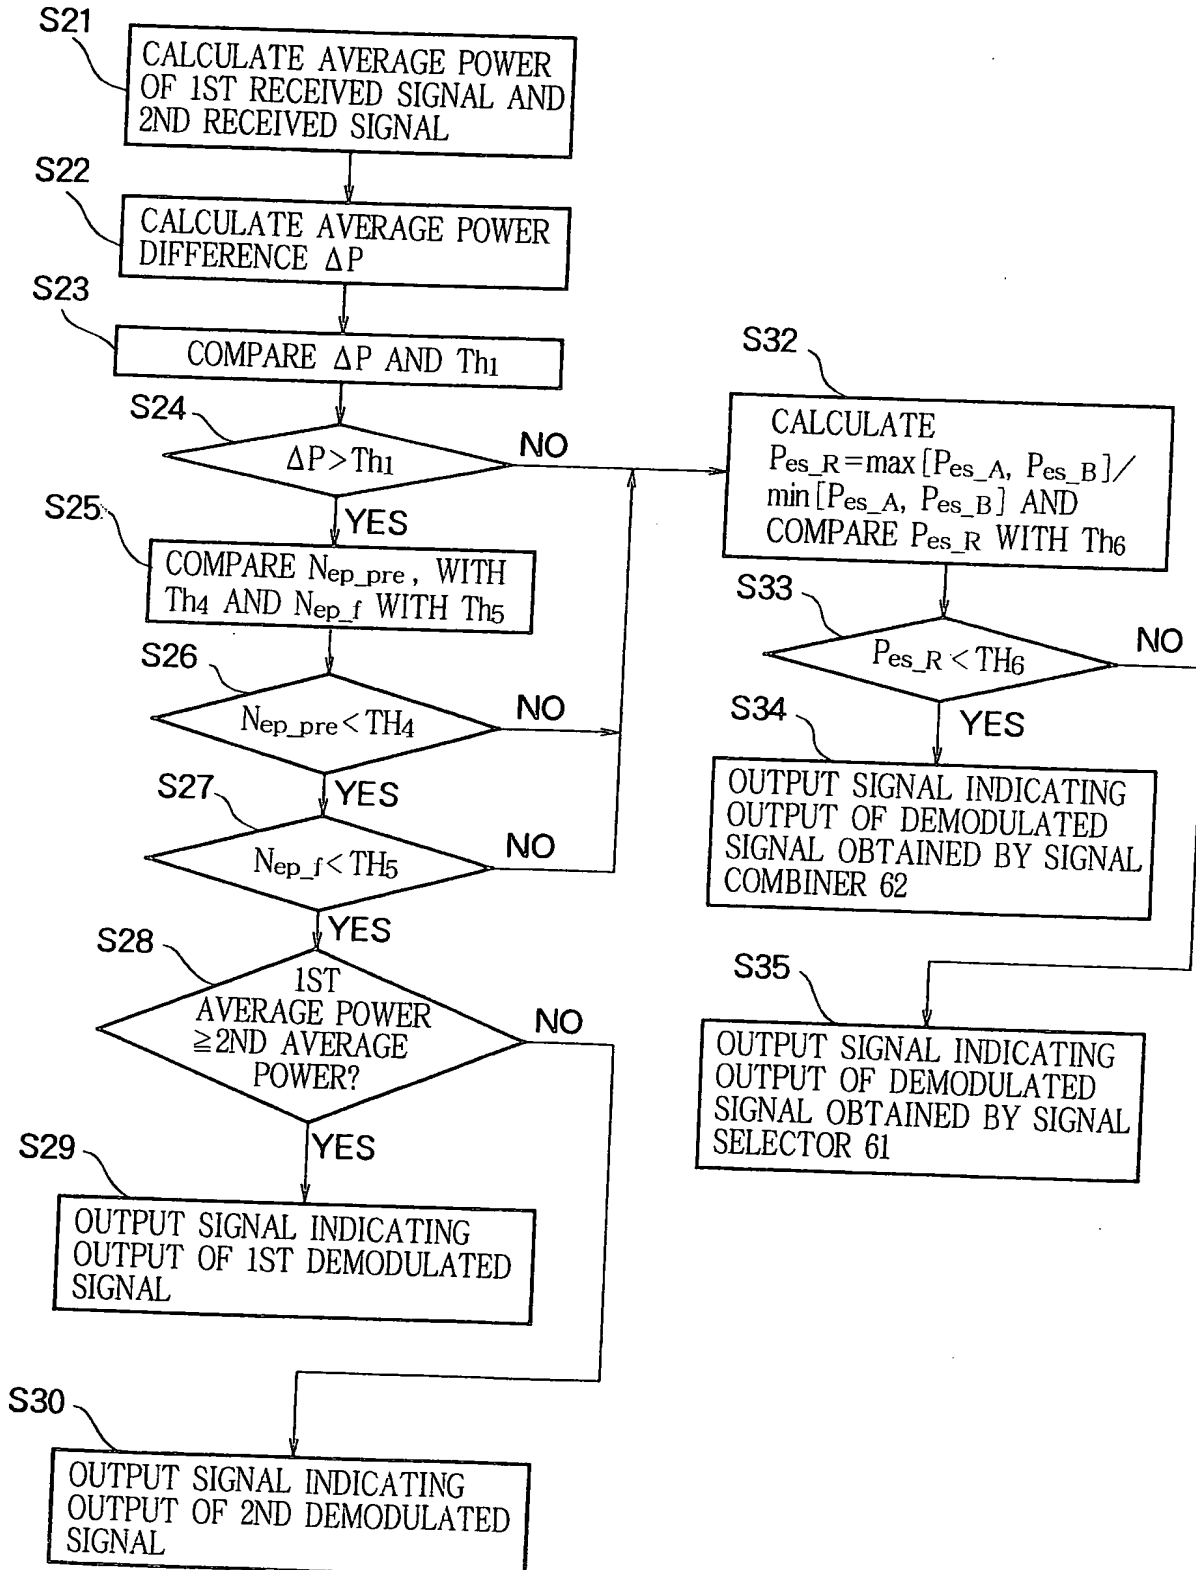 S21
CALCULATE AVERAGE POWER
OF 1ST RECEIVED SIGNAL AND
2ND RECEIVED SIGNAL
S22
CALCULATE AVERAGE POWER
DIFFERENCE ΔP
S23
COMPARE ΔP AND Th1
S24
ΔP>Th1
NO
YES
S25
COMPARE Nep_pre, WITH
Th4 AND Nep_f WITH Th5
S26
Nep_pre<TH4
NO
YES
S27
Nep_f<TH5
NO
YES
S28
1ST
AVERAGE POWER
≧2ND AVERAGE
POWER?
NO
YES
S29
OUTPUT SIGNAL INDICATING
OUTPUT OF 1ST DEMODULATED
SIGNAL
S30
OUTPUT SIGNAL INDICATING
OUTPUT OF 2ND DEMODULATED
SIGNAL
S32
CALCULATE
Pes_R=max[Pes_A, Pes_B]/
min[Pes_A, Pes_B] AND
COMPARE Pes_R WITH Th6
S33
Pes_R<TH6
NO
YES
S34
OUTPUT SIGNAL INDICATING
OUTPUT OF DEMODULATED
SIGNAL OBTAINED BY SIGNAL
COMBINER 62
S35
OUTPUT SIGNAL INDICATING
OUTPUT OF DEMODULATED
SIGNAL OBTAINED BY SIGNAL
SELECTOR 61